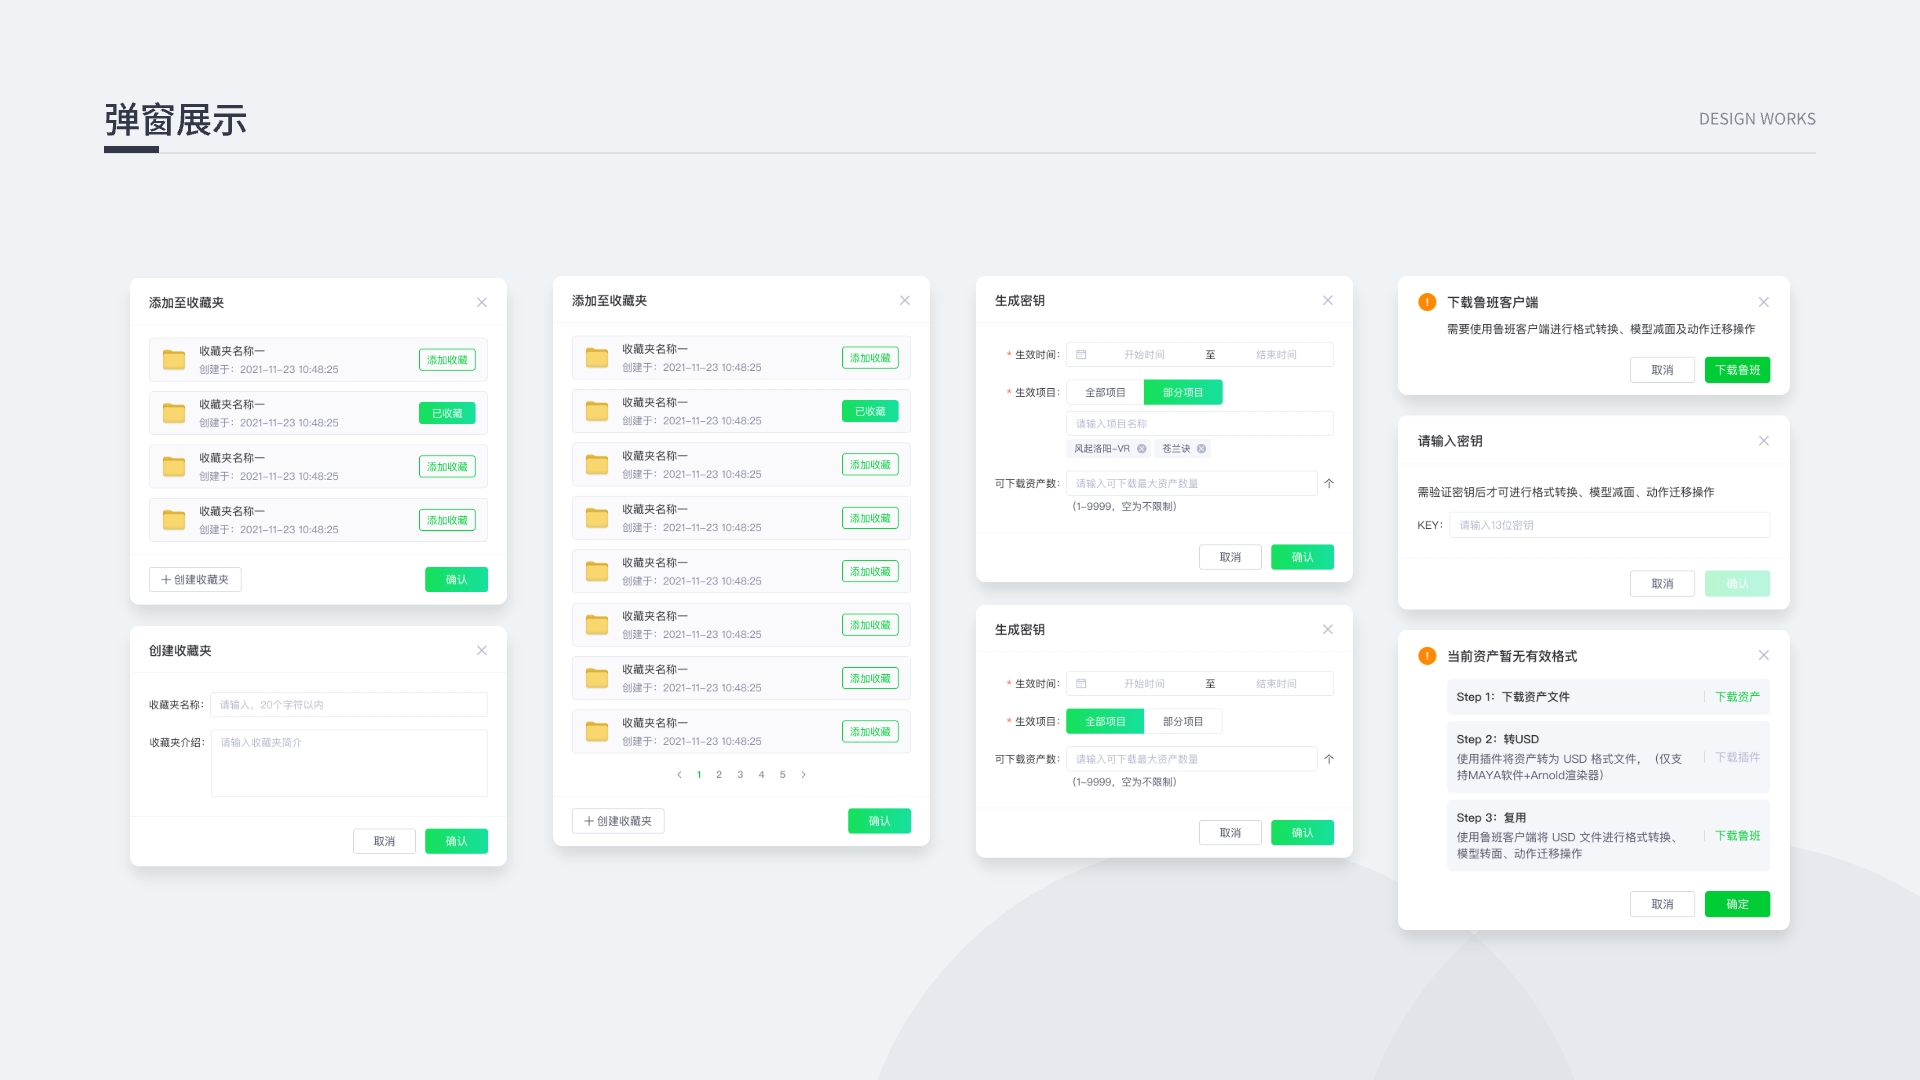 弹窗展示
DESIGN WORKS
添加至收藏夹
收藏夹名称一
创建于：2021-11-23 10:48:25
添加收藏
收藏夹名称一
创建于：2021-11-23 10:48:25
已收藏
收藏夹名称一
创建于：2021-11-23 10:48:25
添加收藏
收藏夹名称一
创建于：2021-11-23 10:48:25
添加收藏
创建收藏夹
确认
创建收藏夹
收藏夹名称：
请输入，20个字符以内
收藏夹介绍：
请输入收藏夹简介
取消
确认
添加至收藏夹
收藏夹名称一
创建于：2021-11-23 10:48:25
添加收藏
收藏夹名称一
创建于：2021-11-23 10:48:25
已收藏
收藏夹名称一
创建于：2021-11-23 10:48:25
添加收藏
收藏夹名称一
创建于：2021-11-23 10:48:25
添加收藏
收藏夹名称一
创建于：2021-11-23 10:48:25
添加收藏
收藏夹名称一
创建于：2021-11-23 10:48:25
添加收藏
收藏夹名称一
创建于：2021-11-23 10:48:25
添加收藏
收藏夹名称一
创建于：2021-11-23 10:48:25
添加收藏
1 2 3 4 5
创建收藏夹
确认
生成密钥
* 生效时间：
开始时间 至 结束时间
* 生效项目：
全部项目 部分项目
请输入项目名称
风起洛阳-VR 苍兰诀
可下载资产数：
请输入可下载最大资产数量
个
（1-9999，空为不限制）
取消
确认
生成密钥
* 生效时间：
开始时间 至 结束时间
* 生效项目：
全部项目 部分项目
可下载资产数：
请输入可下载最大资产数量
个
（1-9999，空为不限制）
取消
确认
下载鲁班客户端
需要使用鲁班客户端进行格式转换、模型减面及动作迁移操作
取消
下载鲁班
请输入密钥
需验证密钥后才可进行格式转换、模型减面、动作迁移操作
KEY：
请输入13位密钥
取消
确认
当前资产暂无有效格式
Step 1：下载资产文件
下载资产
Step 2：转USD
使用插件将资产转为 USD 格式文件，（仅支
持MAYA软件+Arnold渲染器）
下载插件
Step 3：复用
使用鲁班客户端将 USD 文件进行格式转换、
模型转面、动作迁移操作
下载鲁班
取消
确定